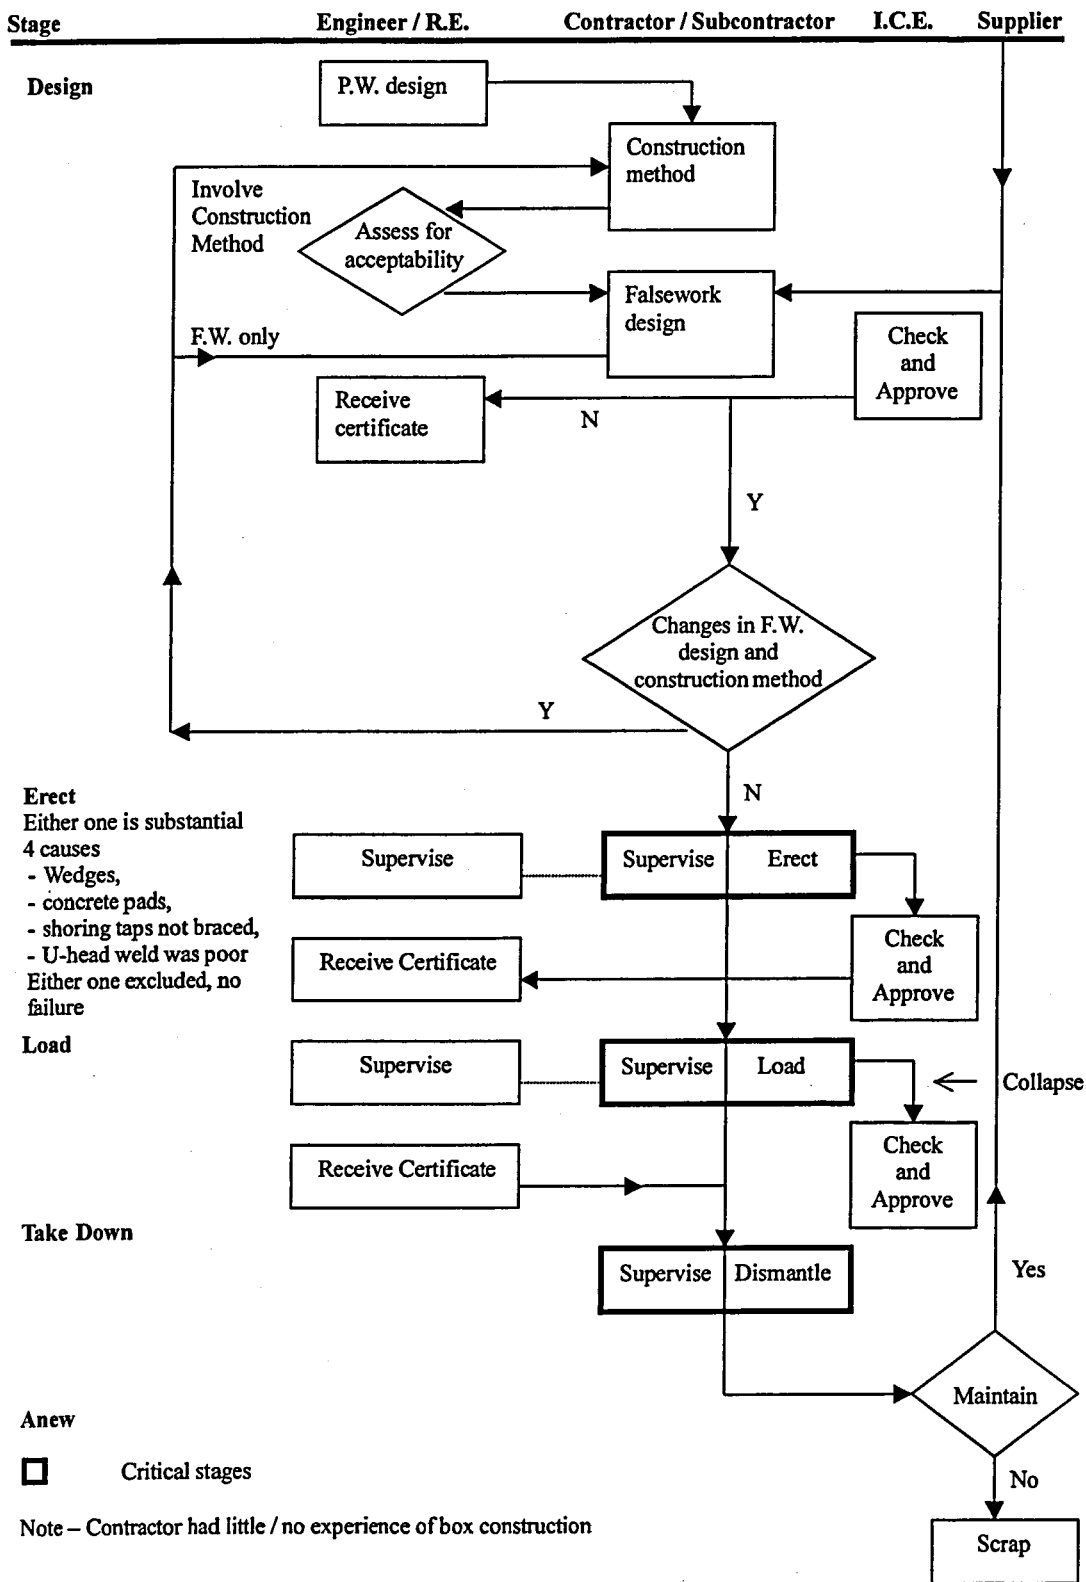 Stage Engineer / R.E. Contractor / Subcontractor I.C.E. Supplier
Design
P.W. design
Construction
method
Involve
Construction
Method
Assess for
acceptability
Falsework
design
F.W. only
Check
and
Approve
Receive
certificate
N
Y
Changes in F.W.
design and
construction method
Y
N
Erect
Either one is substantial
4 causes
- Wedges,
- concrete pads,
- shoring taps not braced,
- U-head weld was poor
Either one excluded, no
failure
Supervise
Supervise Erect
Check
and
Approve
Receive Certificate
Load
Supervise
Supervise Load
Collapse
Check
and
Approve
Receive Certificate
Take Down
Supervise Dismantle
Yes
Maintain
Anew
Critical stages
No
Note – Contractor had little / no experience of box construction
Scrap